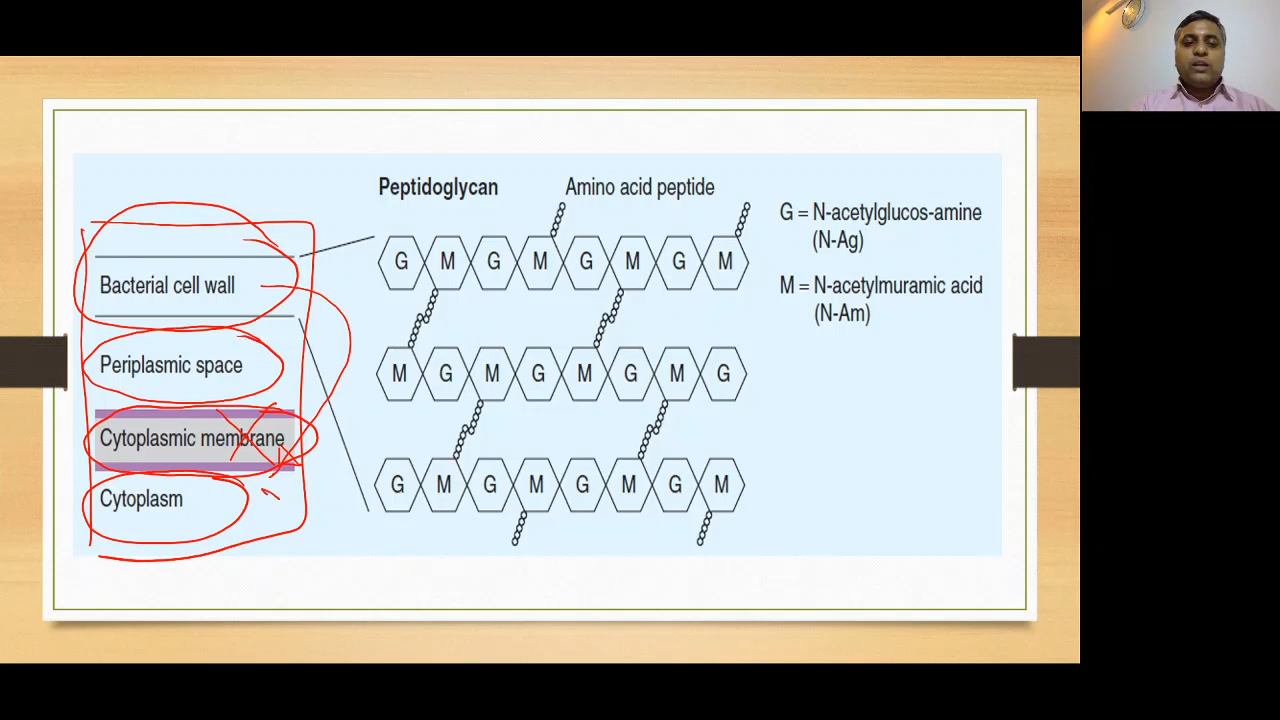 Peptidoglycan Amino acid peptide
G = N-acetylglucos-amine
(N-Ag)
G M G M G M G M
Bacterial cell wall
M = N-acetylmuramic acid
(N-Am)
Periplasmic space
M G M G M G M G
Cytoplasmic membrane
G M G M G M G M
Cytoplasm